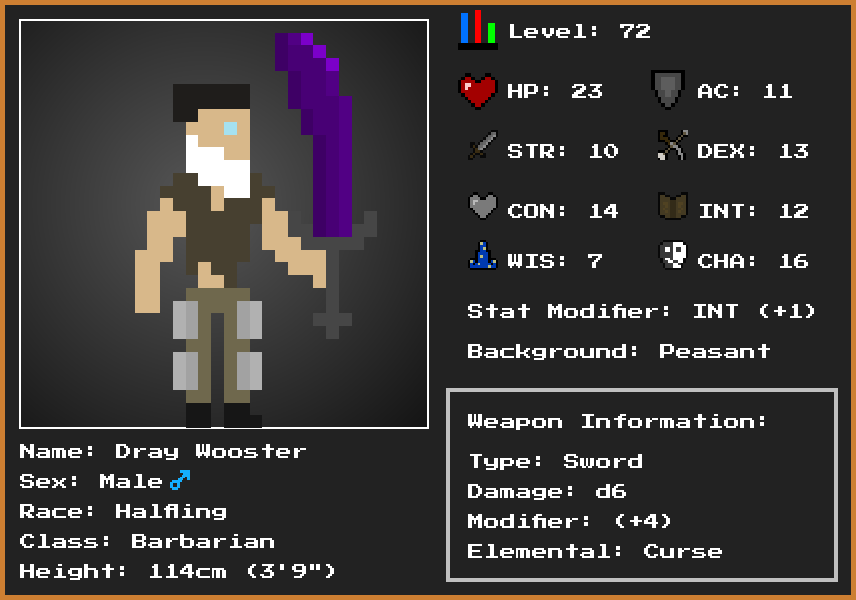 Level: 72
HP: 23 AC: 11
STR: 10 DEX: 13
CON: 14 INT: 12
WIS: 7 CHA: 16
Stat Modifier: INT (+1)
Background: Peasant
Weapon Information:
Type: Sword
Damage: d6
Modifier: (+4)
Elemental: Curse
Name: Dray Wooster
Sex: Male ♂
Race: Halfling
Class: Barbarian
Height: 114cm (3'9")